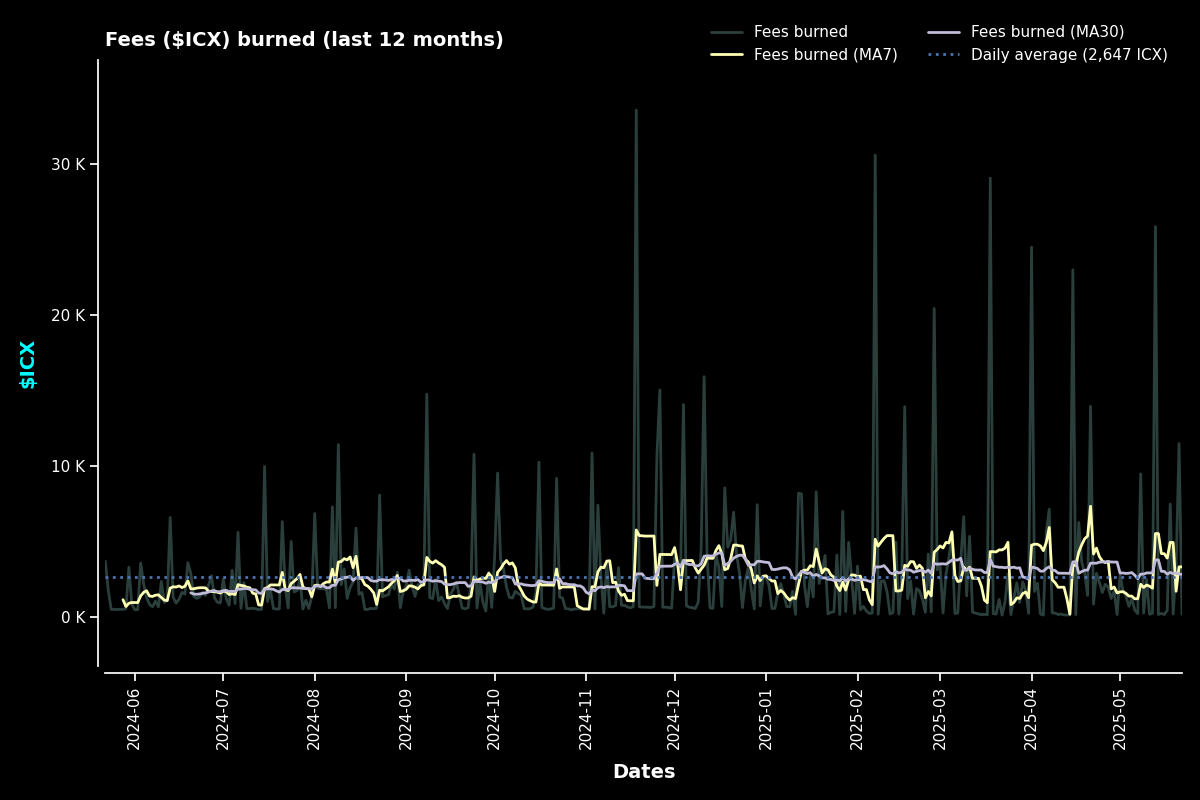 Fees ($ICX) burned (last 12 months)
Fees burned
Fees burned (MA7)
Fees burned (MA30)
Daily average (2,647 ICX)
$ICX
30 K
20 K
10 K
0 K
2024-06
2024-07
2024-08
2024-09
2024-10
2024-11
2024-12
2025-01
2025-02
2025-03
2025-04
2025-05
Dates